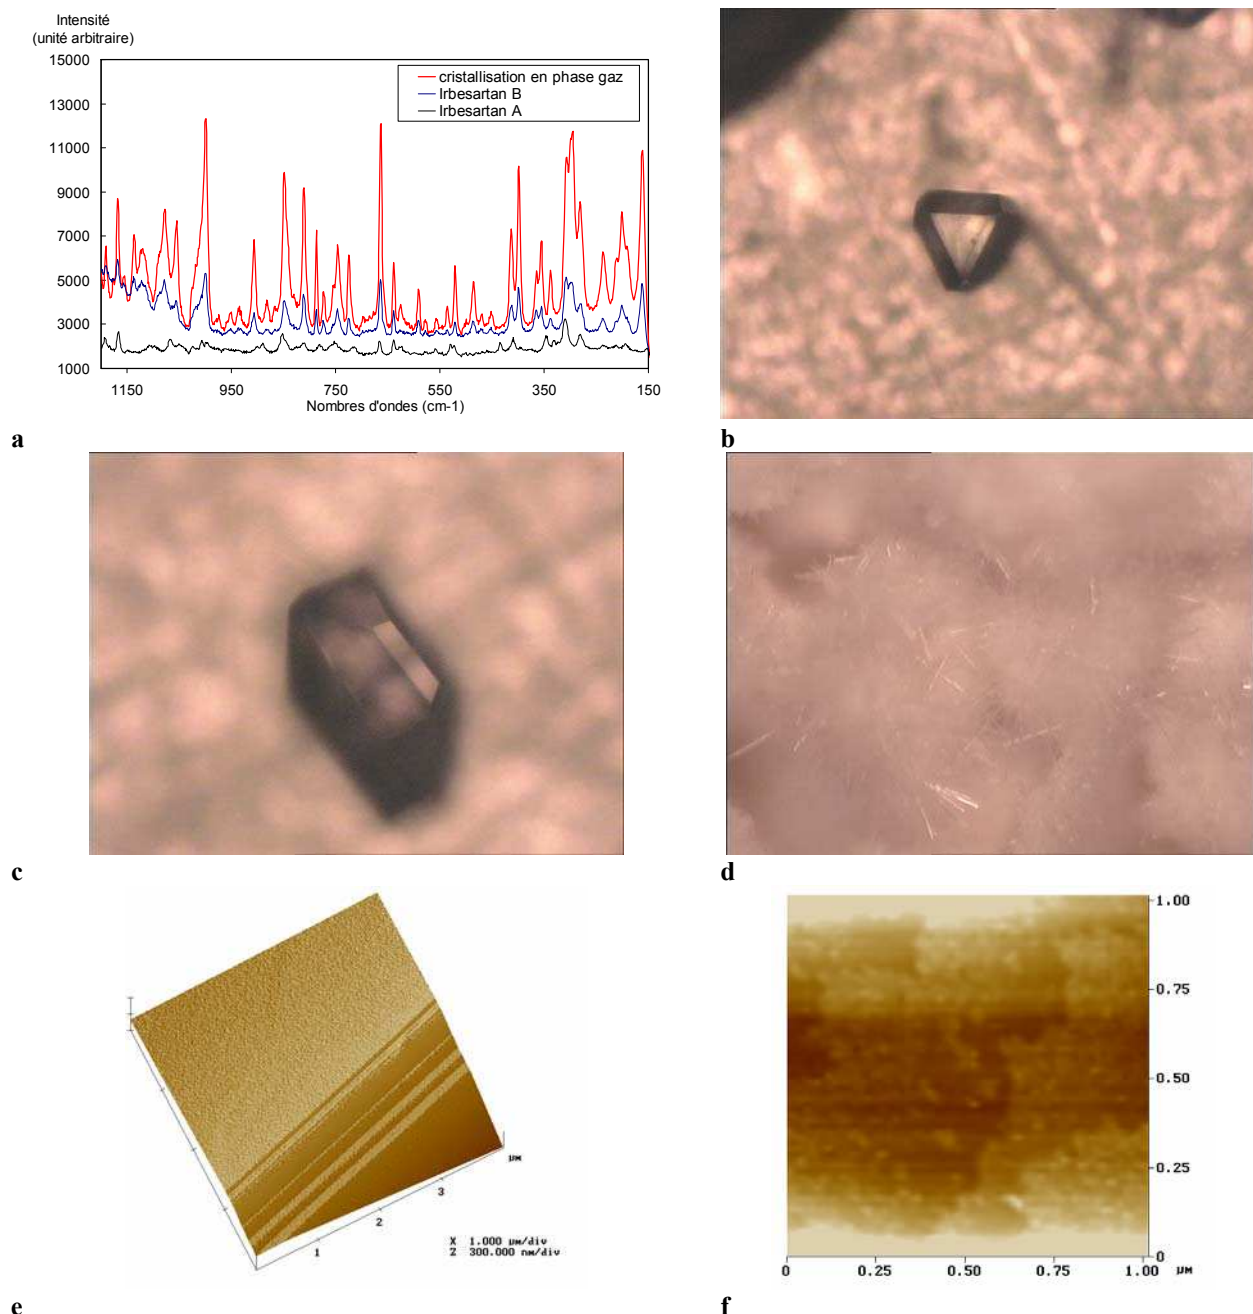 Intensité
(unité arbitraire)
15000
13000
11000
9000
7000
5000
3000
1000
cristallisation en phase gaz
Irbesartan B
Irbesartan A
1150 950 750 550 350 150
Nombres d'ondes (cm-1)
a
b
c
d
µm
3
2
1
X 1.000 µm/div
Z 300.000 nm/div
e
1.00
0.75
0.50
0.25
0
0 0.25 0.50 0.75 1.00 µm
f